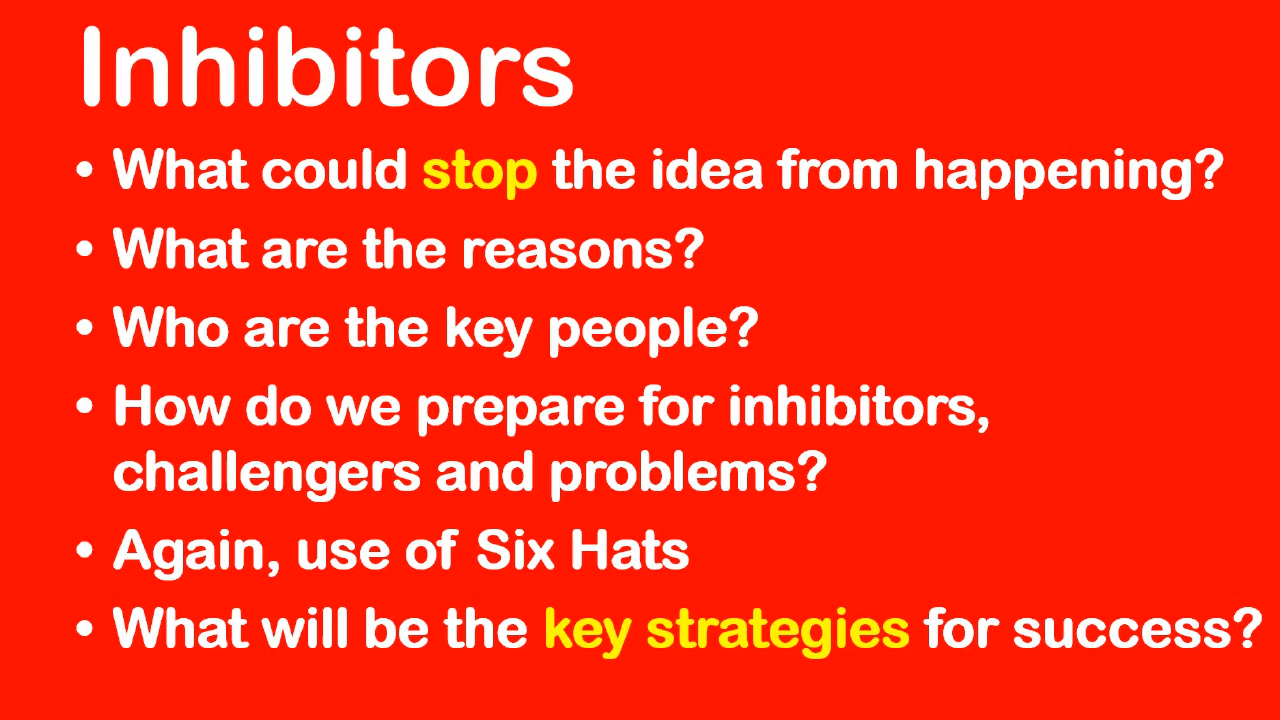 Inhibitors
• What could stop the idea from happening?
• What are the reasons?
• Who are the key people?
• How do we prepare for inhibitors,
challengers and problems?
• Again, use of Six Hats
• What will be the key strategies for success?